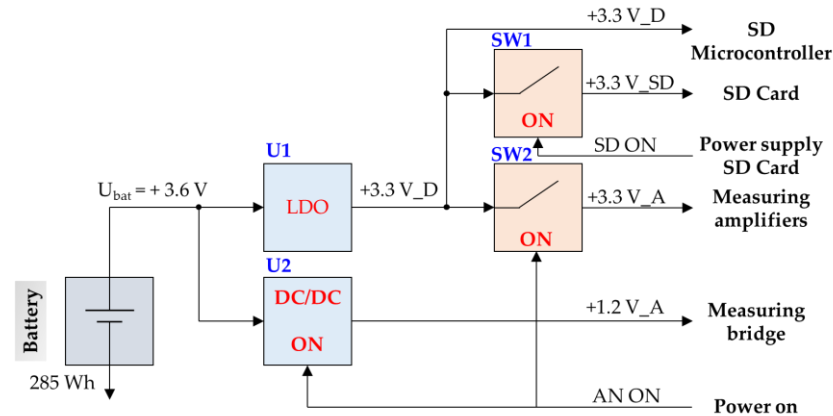 +3.3 V_D
SD
Microcontroller
SW1
+3.3 V_SD
SD Card
ON
SD ON
Power supply
SD Card
U1
SW2
U_bat = + 3.6 V
LDO
+3.3 V_D
+3.3 V_A
Measuring
amplifiers
ON
U2
DC/DC
Battery
+1.2 V_A
Measuring
bridge
ON
285 Wh
AN ON
Power on